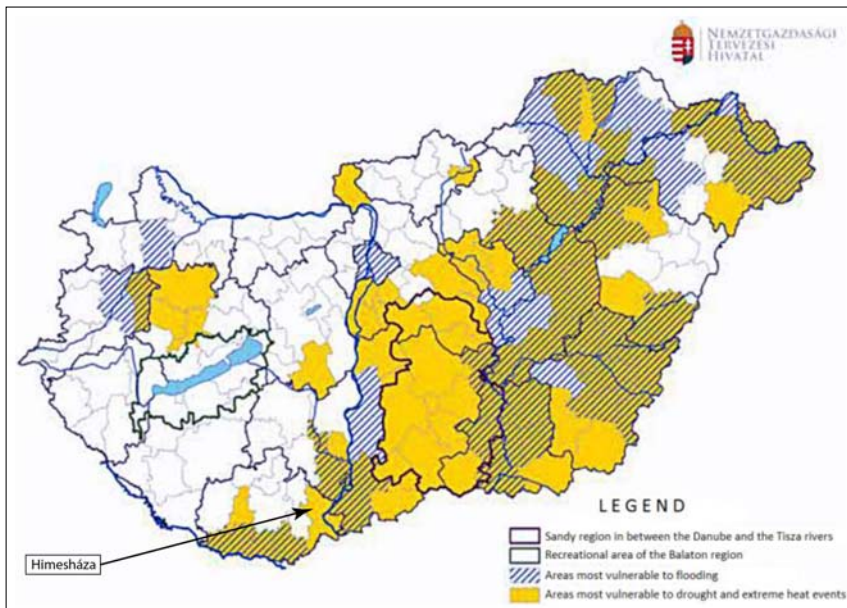 NEMZETGAZDASÁGI
TERVEZÉSI
HIVATAL
LEGEND
Sandy region in between the Danube and the Tisza rivers
Recreational area of the Balaton region
Areas most vulnerable to flooding
Areas most vulnerable to drought and extreme heat events
Himesháza